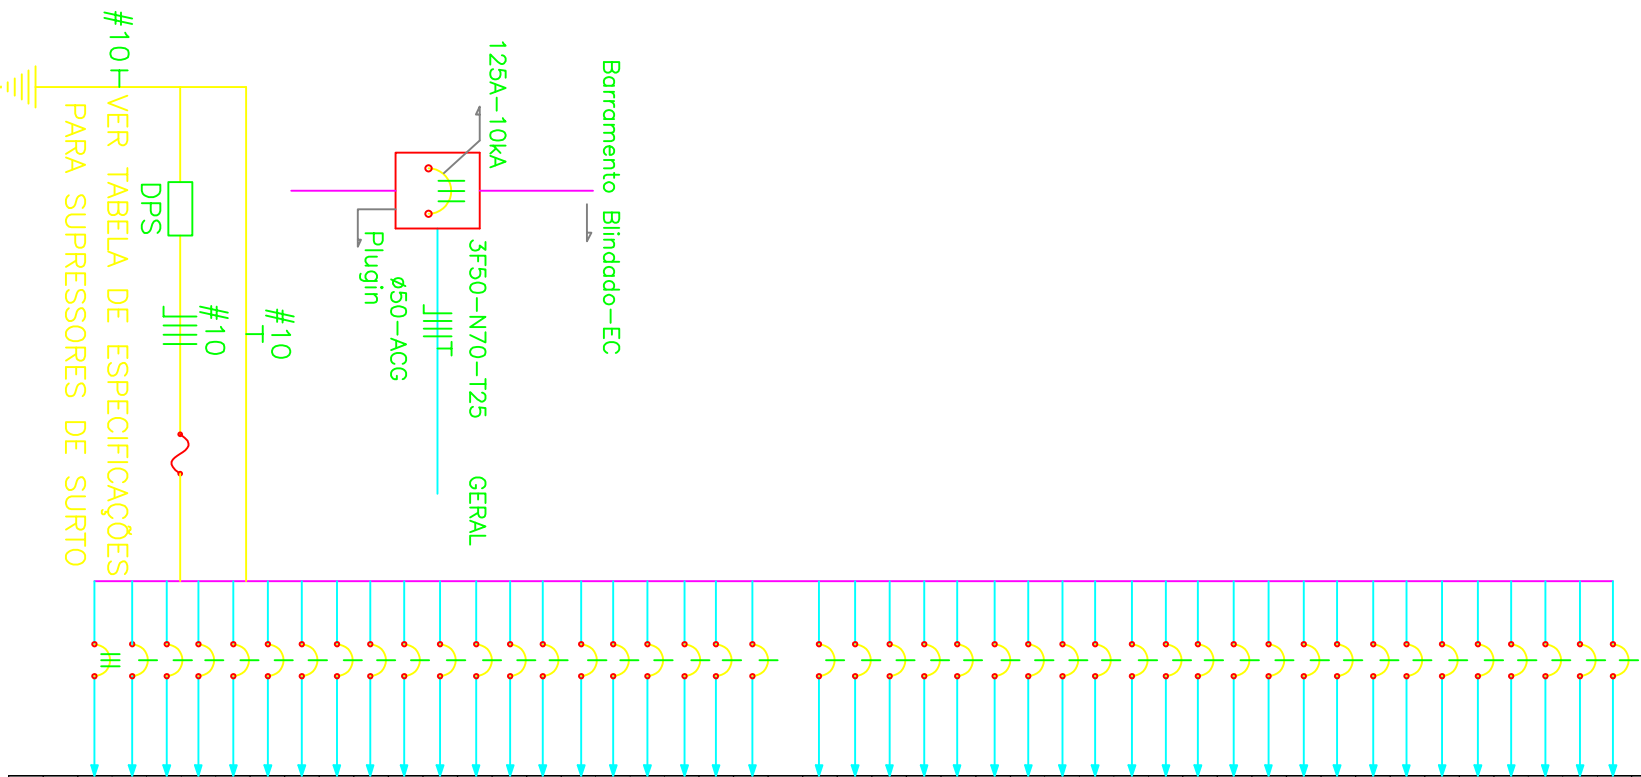 Barramento Blindado-EC
125A-10kA
3F50-N70-T25
GERAL
ø50-ACG
Plugin
#10
#10
DPS
#10
VER TABELA DE ESPECIFICAÇÕES
PARA SUPRESSORES DE SURTO